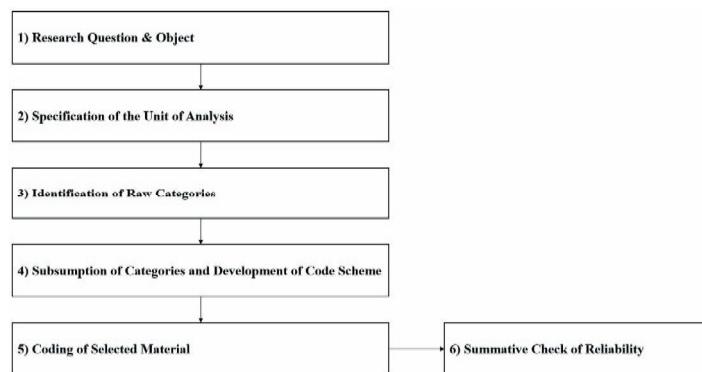 1) Research Question & Object
2) Specification of the Unit of Analysis
3) Identification of Raw Categories
4) Subsumption of Categories and Development of Code Scheme
5) Coding of Selected Material
6) Summative Check of Reliability